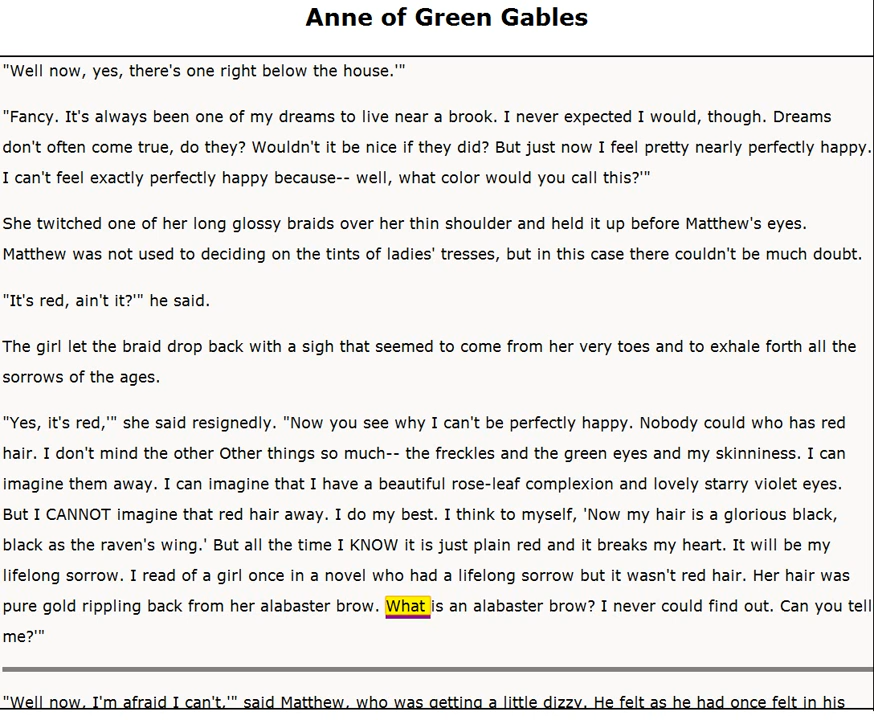 Anne of Green Gables
"Well now, yes, there's one right below the house.'"
"Fancy. It's always been one of my dreams to live near a brook. I never expected I would, though. Dreams
don't often come true, do they? Wouldn't it be nice if they did? But just now I feel pretty nearly perfectly happy.
I can't feel exactly perfectly happy because-- well, what color would you call this?'"
She twitched one of her long glossy braids over her thin shoulder and held it up before Matthew's eyes.
Matthew was not used to deciding on the tints of ladies' tresses, but in this case there couldn't be much doubt.
"It's red, ain't it?'" he said.
The girl let the braid drop back with a sigh that seemed to come from her very toes and to exhale forth all the
sorrows of the ages.
"Yes, it's red,'" she said resignedly. "Now you see why I can't be perfectly happy. Nobody could who has red
hair. I don't mind the other Other things so much-- the freckles and the green eyes and my skinniness. I can
imagine them away. I can imagine that I have a beautiful rose-leaf complexion and lovely starry violet eyes.
But I CANNOT imagine that red hair away. I do my best. I think to myself, 'Now my hair is a glorious black,
black as the raven's wing.' But all the time I KNOW it is just plain red and it breaks my heart. It will be my
lifelong sorrow. I read of a girl once in a novel who had a lifelong sorrow but it wasn't red hair. Her hair was
pure gold rippling back from her alabaster brow. What is an alabaster brow? I never could find out. Can you tell
me?'"
"Well now, I'm afraid I can't,'" said Matthew, who was getting a little dizzy. He felt as he had once felt in his